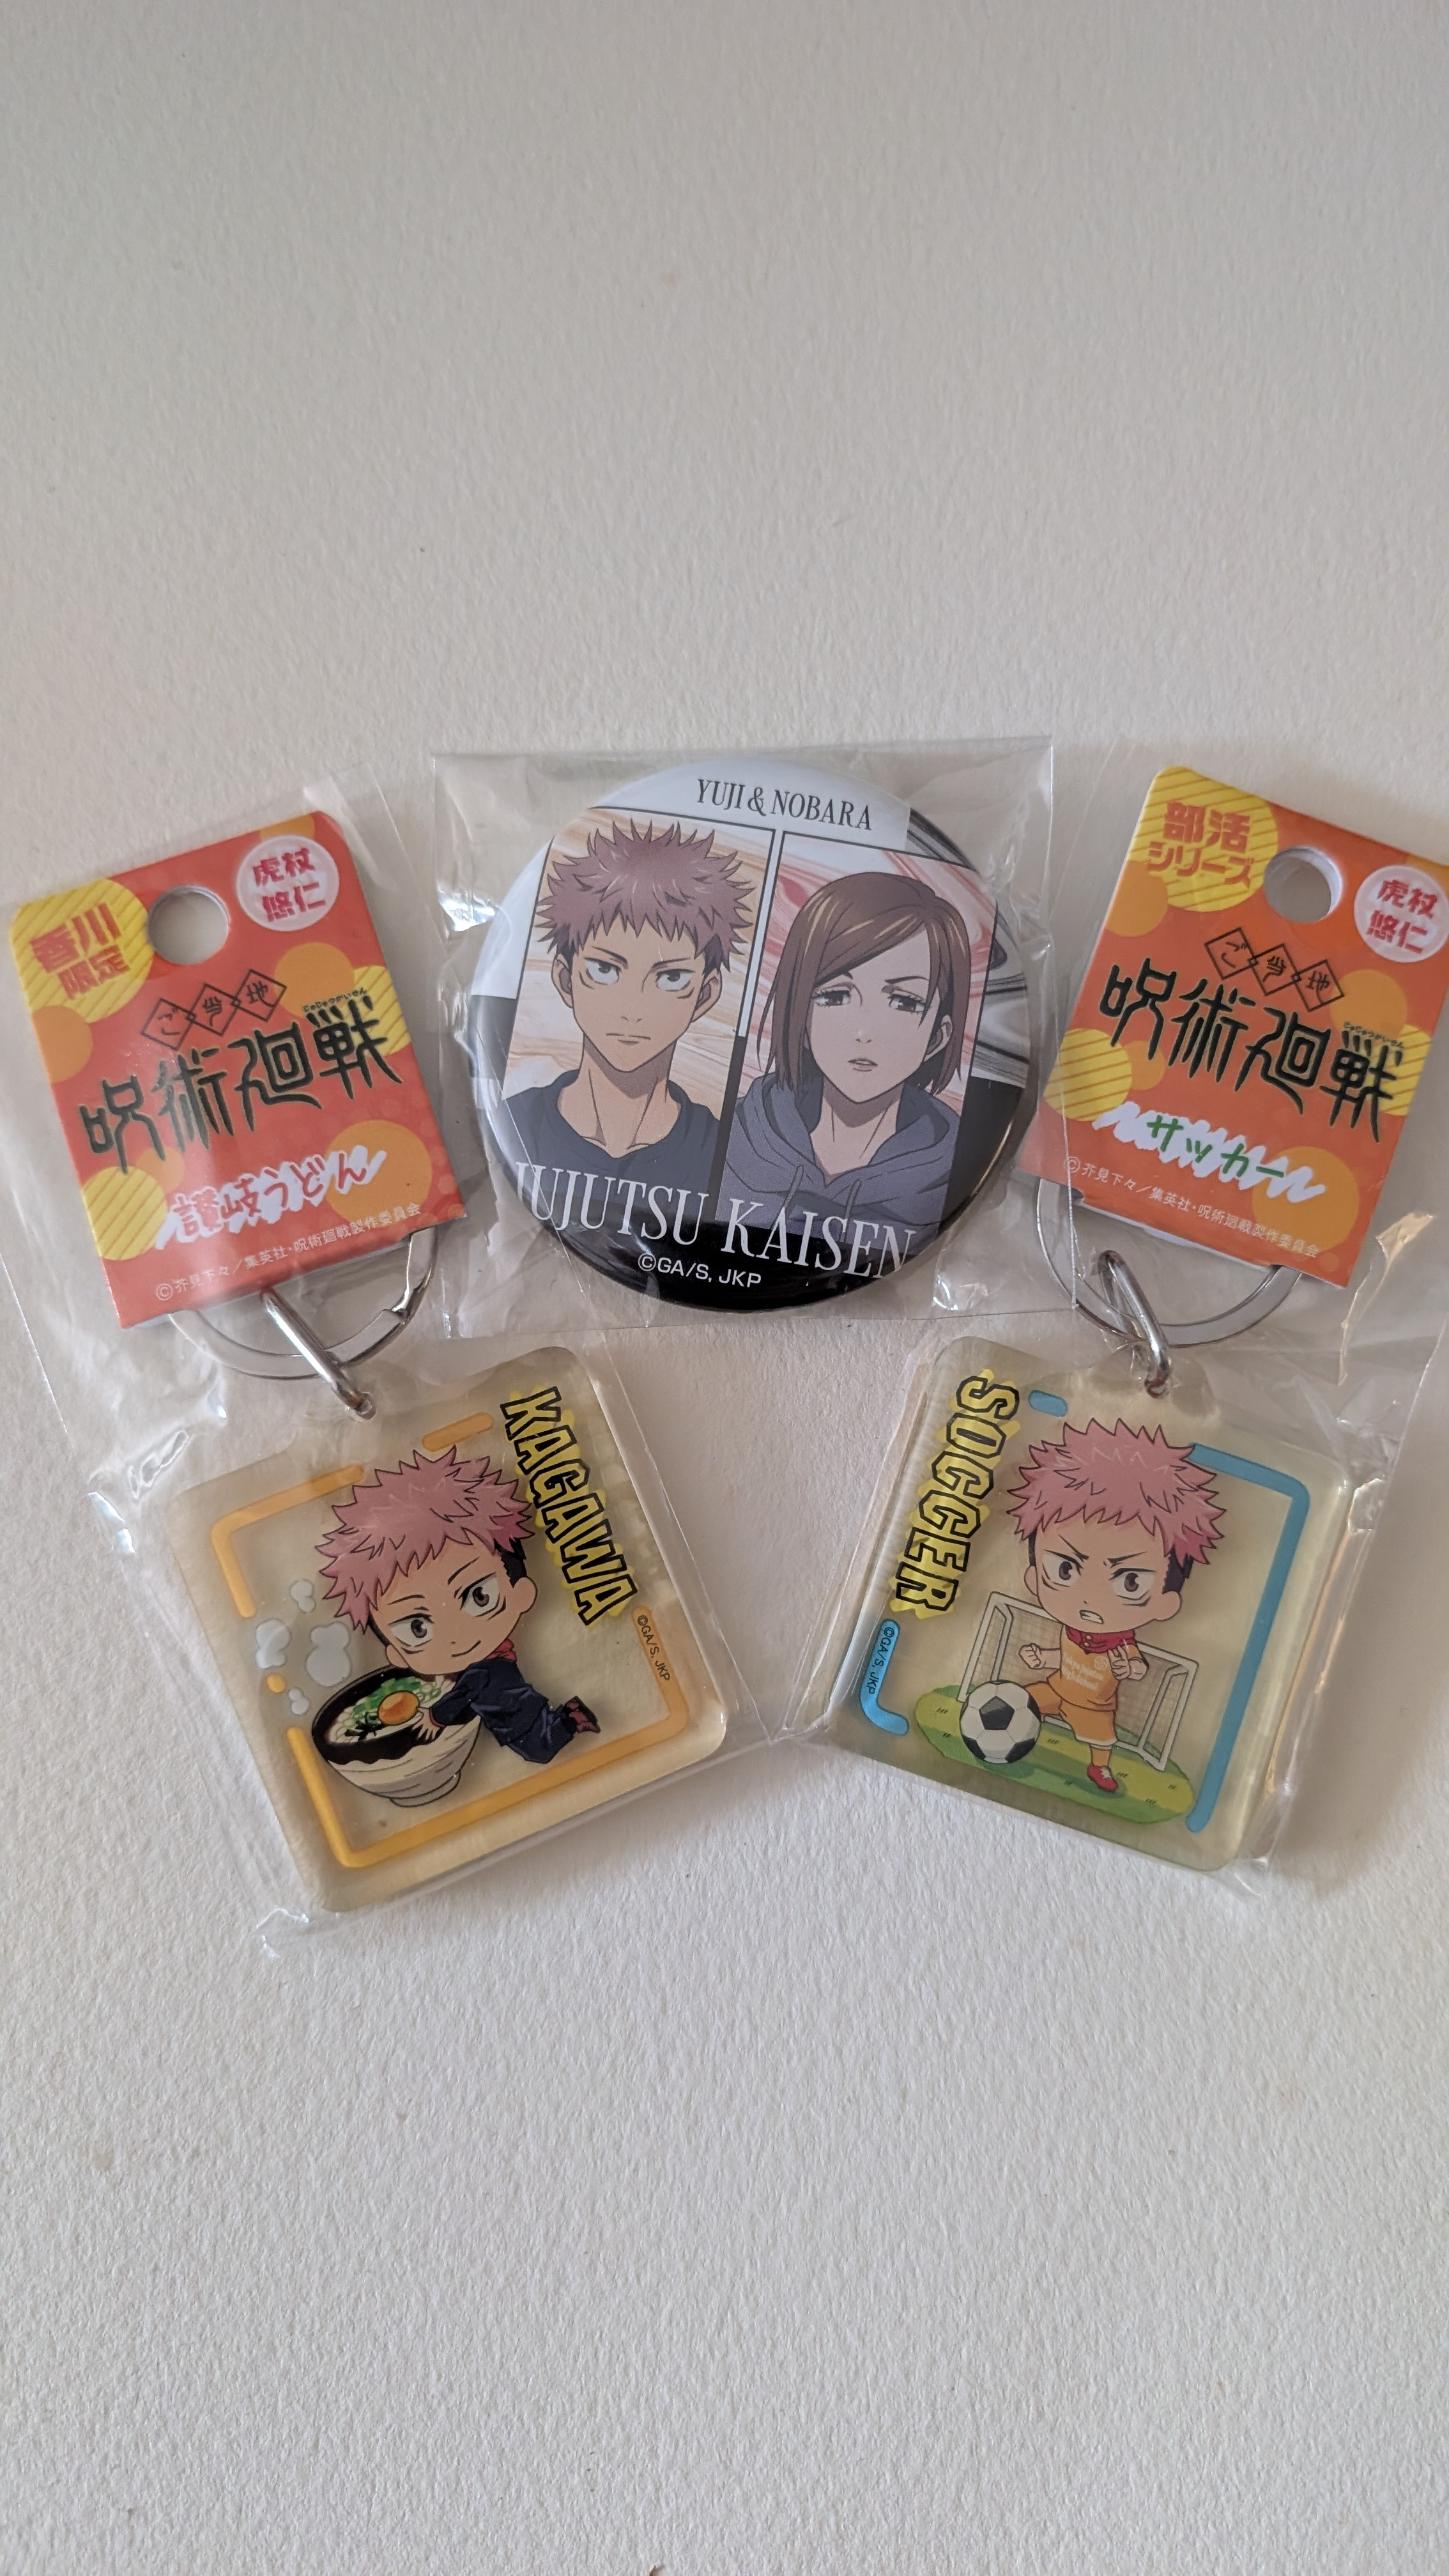 香川
限定
虎杖
悠仁
ご当地
じゅじゅつかいせん
呪術廻戦
讃岐うどん
©芥見下々／集英社・呪術廻戦製作委員会
KAGAWA
©GA/S, JKP
YUJI & NOBARA
JUJUTSU KAISEN
©GA/S, JKP
部活
シリーズ
虎杖
悠仁
ご当地
じゅじゅつかいせん
呪術廻戦
サッカー
©芥見下々／集英社・呪術廻戦製作委員会
SOCCER
©GA/S, JKP